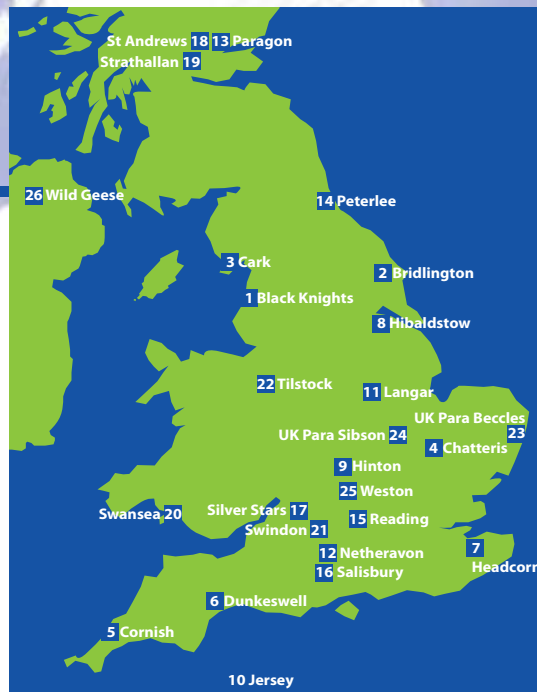 St Andrews 18 13 Paragon
Strathallan 19
26 Wild Geese
14 Peterlee
3 Cark
2 Bridlington
1 Black Knights
8 Hibaldstow
22 Tilstock
11 Langar
UK Para Beccles
23
UK Para Sibson 24
4 Chatteris
9 Hinton
25 Weston
Swansea 20
Silver Stars 17
15 Reading
Swindon 21
7
Headcorn
12 Netheravon
16 Salisbury
6 Dunkeswell
5 Cornish
10 Jersey